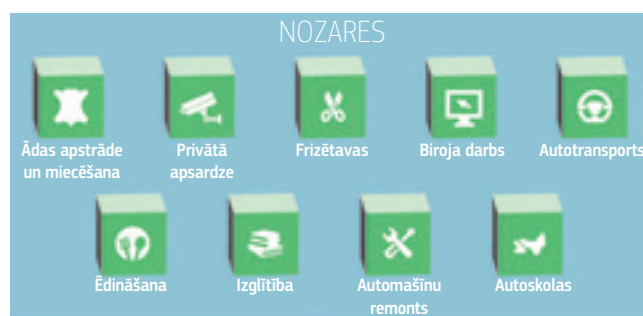 NOZARES
Ādas apstrāde
un miecēšana
Privātā
apsardze
Frizētavas
Biroja darbs
Autotransports
Ēdināšana
Izglītība
Automašīnu
remonts
Autoskolas